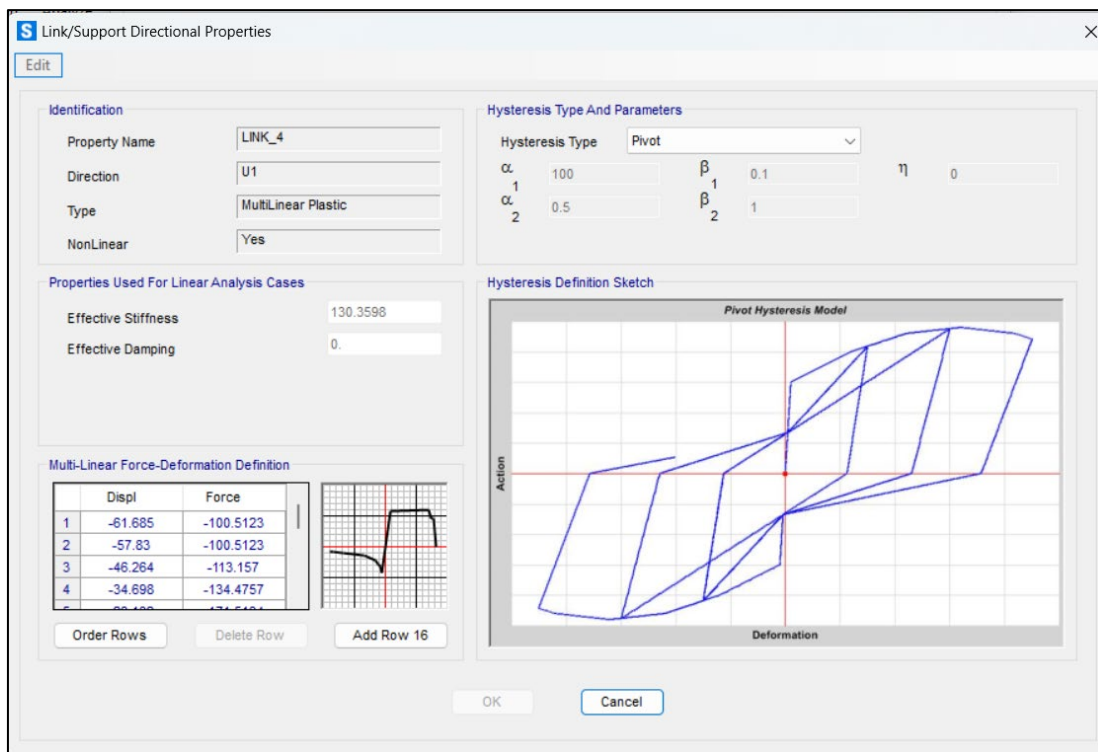 S Link/Support Directional Properties
Edit
Identification
Property Name LINK_4
Direction U1
Type MultiLinear Plastic
NonLinear Yes
Hysteresis Type And Parameters
Hysteresis Type Pivot
α1 100 β1 0.1 η 0
α2 0.5 β2 1
Properties Used For Linear Analysis Cases
Effective Stiffness 130.3598
Effective Damping 0.
Hysteresis Definition Sketch
Pivot Hysteresis Model
Action
Deformation
Multi-Linear Force-Deformation Definition
Displ Force
1 -61.685 -100.5123
2 -57.83 -100.5123
3 -46.264 -113.157
4 -34.698 -134.4757
Order Rows Delete Row Add Row 16
OK Cancel